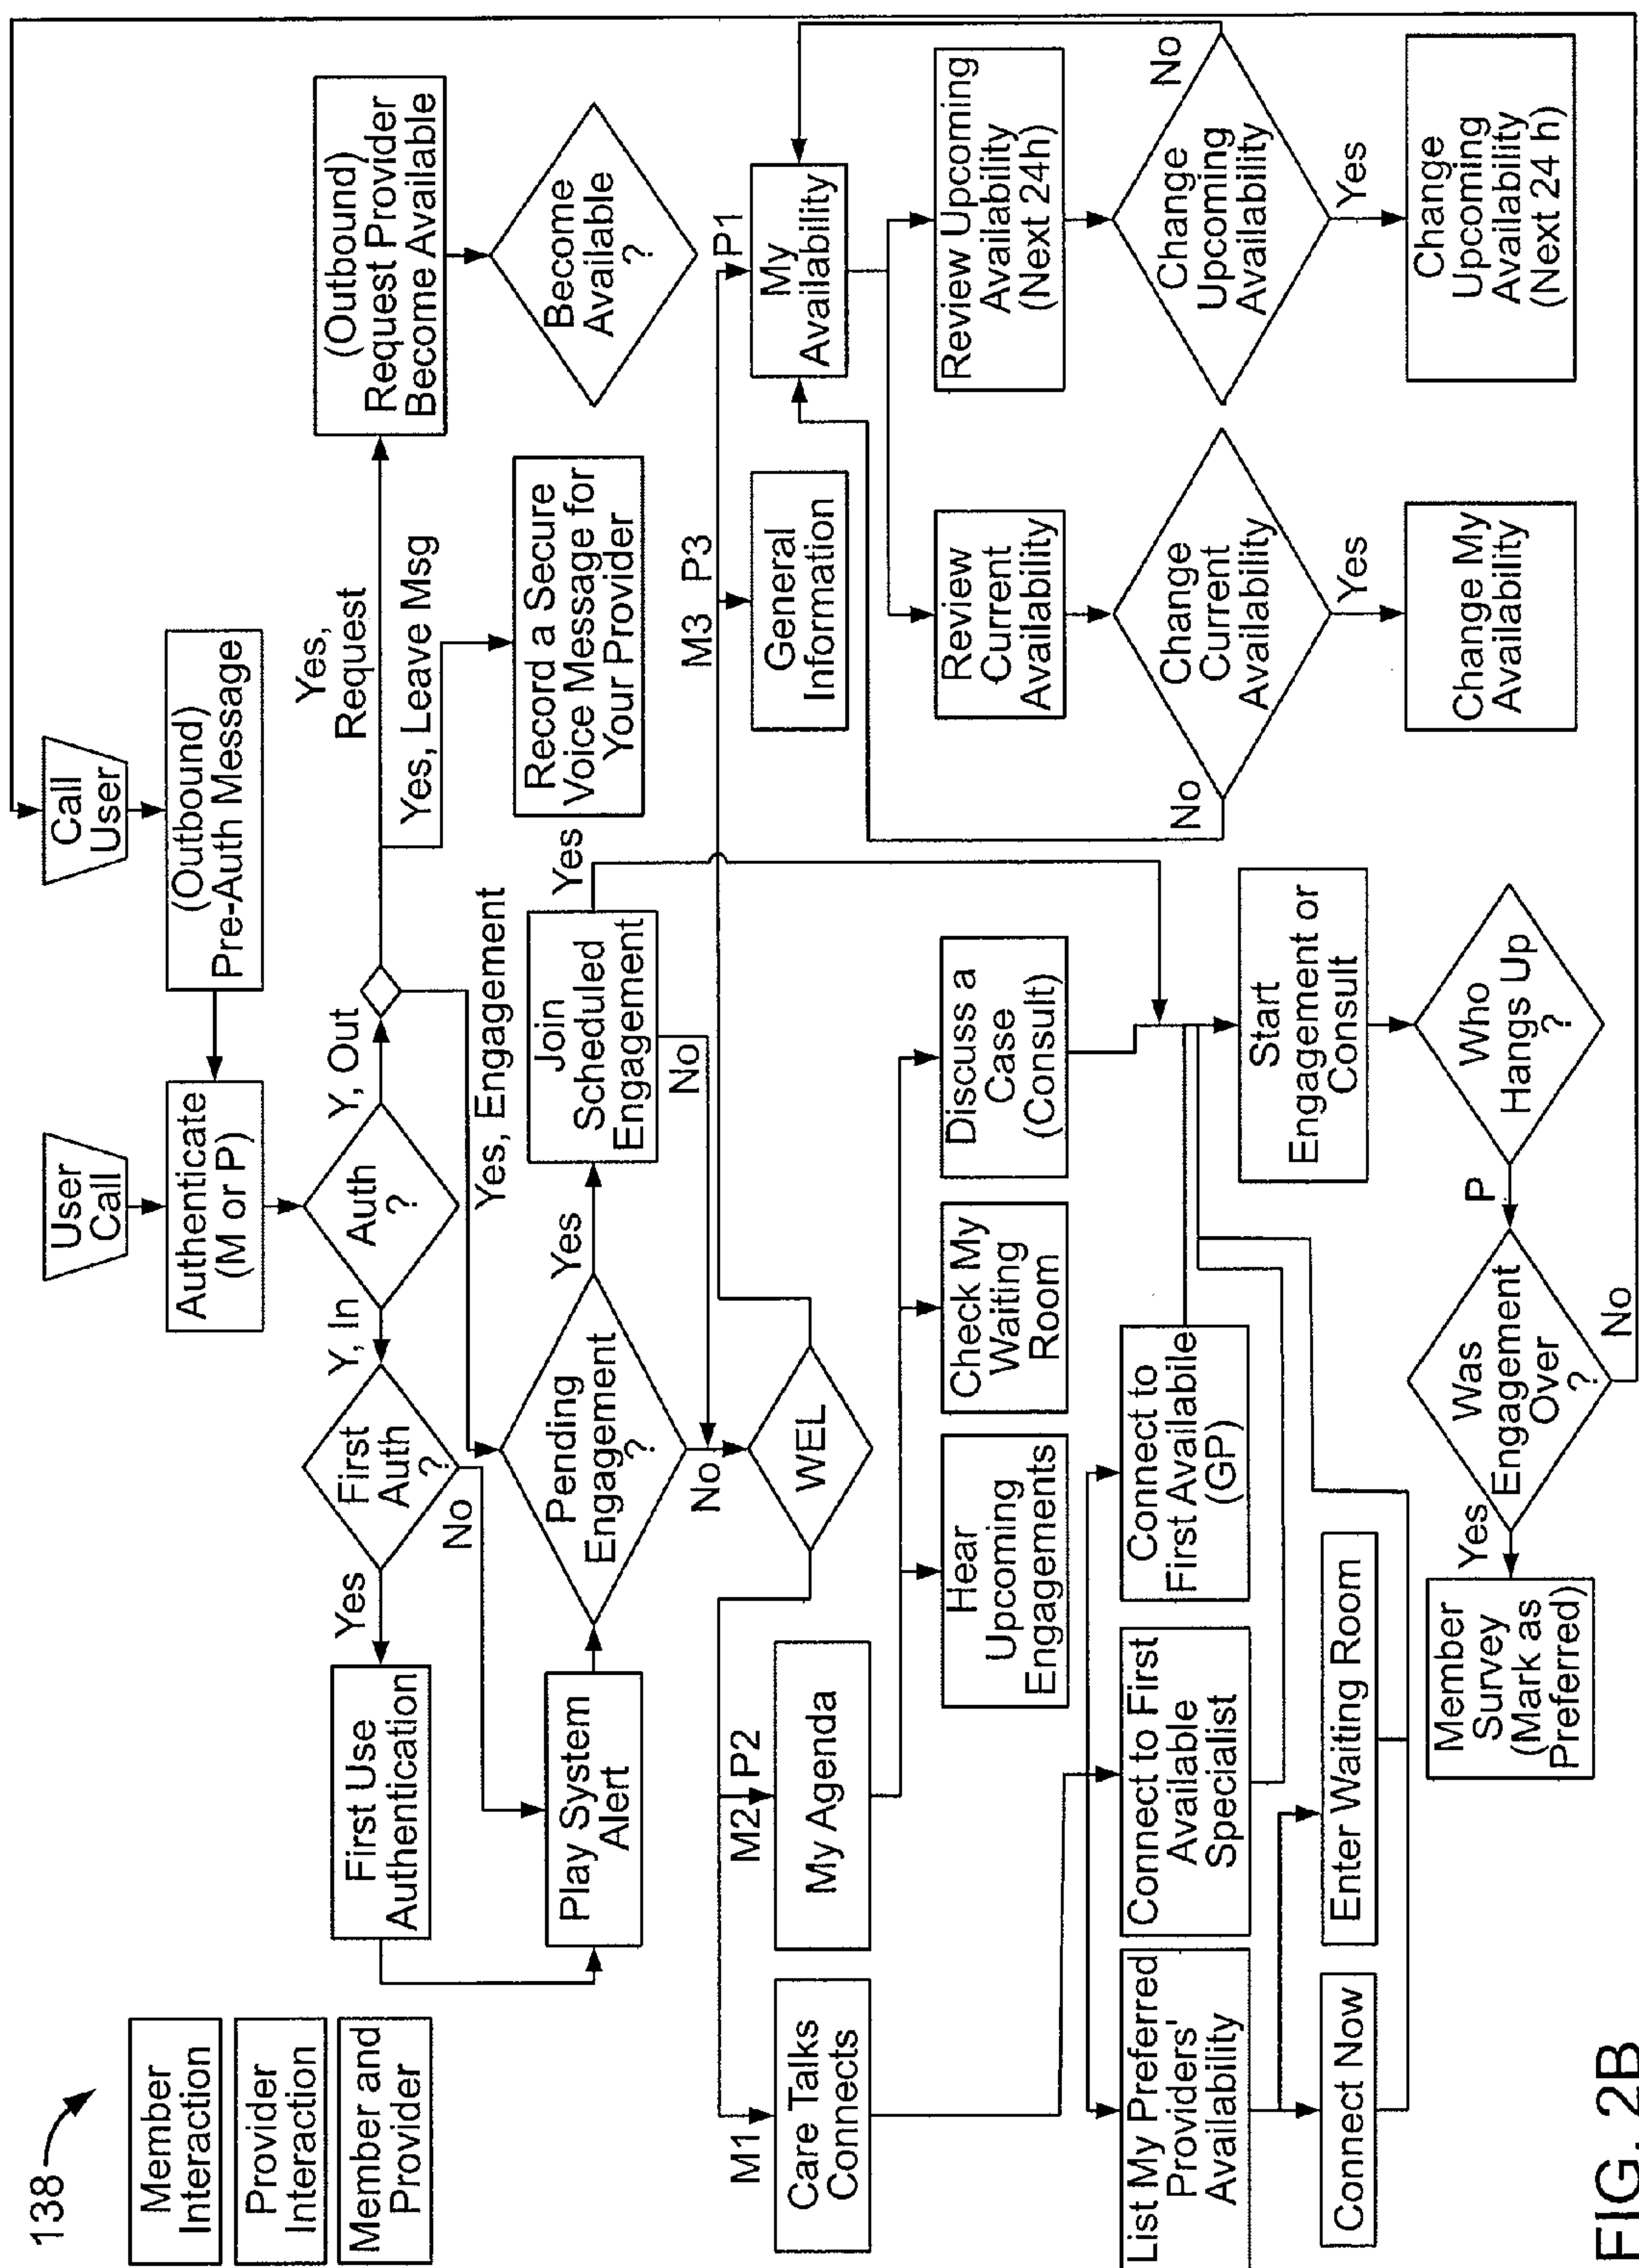 138
Member
Interaction
Provider
Interaction
Member and
Provider
User
Call
Call
User
Authenticate
(M or P)
(Outbound)
Pre-Auth Message
Auth
?
Y, In
Y, Out
First
Auth
?
Yes
No
First Use
Authentication
Yes,
Request
Yes, Leave Msg
Yes, Engagement
(Outbound)
Request Provider
Become Available
Become
Available
?
Record a Secure
Voice Message for
Your Provider
Play System
Alert
Pending
Engagement
?
Yes
No
Join
Scheduled
Engagement
Yes
No
WEL
M1
M2
P2
M3
P3
P1
Care Talks
Connects
My Agenda
General
Information
My
Availability
Hear
Upcoming
Engagements
Check My
Waiting
Room
Discuss a
Case
(Consult)
Review
Current
Availability
Review Upcoming
Availability
(Next 24h)
List My Preferred
Providers'
Availability
Connect to First
Available
Specialist
Connect to
First Availabile
(GP)
Change
Current
Availability
No
Yes
Change
Upcoming
Availability
No
Yes
Start
Engagement or
Consult
Connect Now
Enter Waiting Room
Change My
Availability
Change
Upcoming
Availability
(Next 24 h)
Who
Hangs Up
?
P
Was
Engagement
Over
?
Yes
No
Member
Survey
(Mark as
Preferred)
FIG. 2B